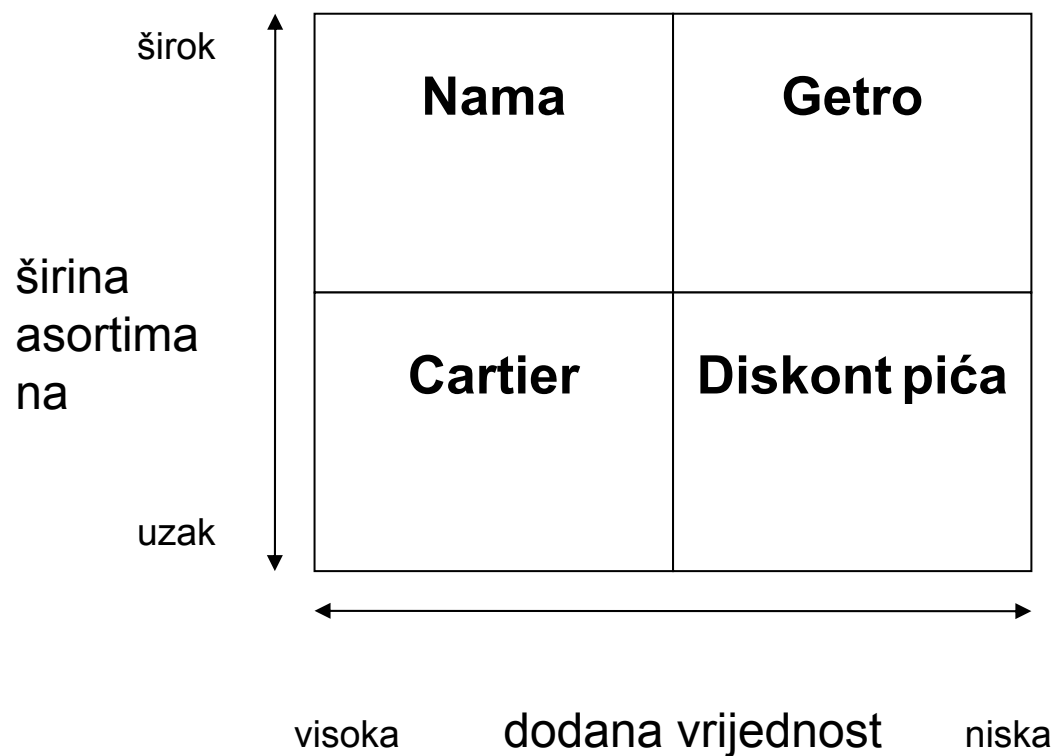 širok
Nama
Getro
širina
asortima
na
Cartier
Diskont pića
uzak
visoka
dodana vrijednost
niska